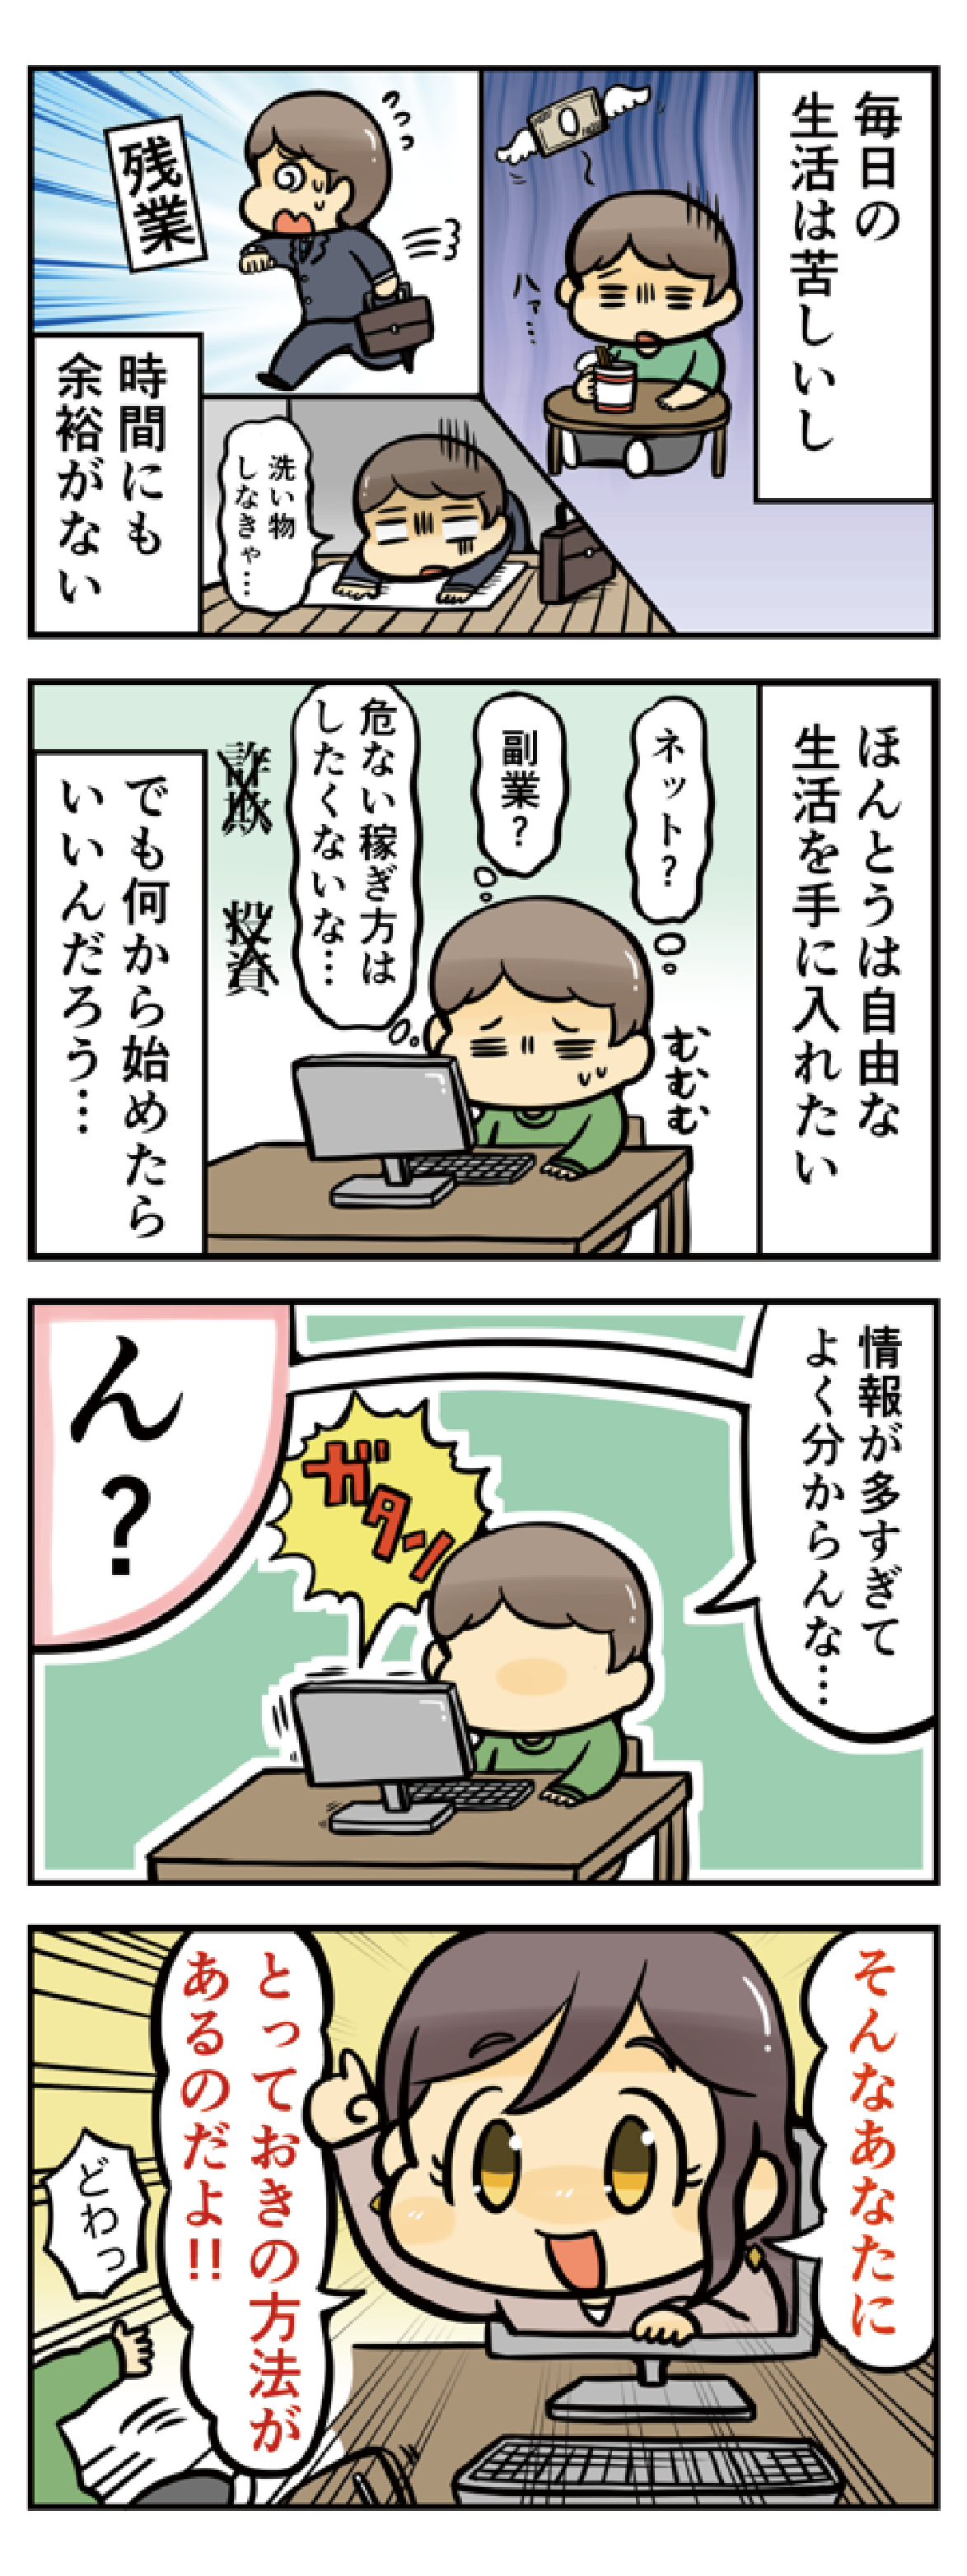 毎日の
生活は苦しいし
0
ハァ…
残業
時間にも
余裕がない
洗い物
しなきゃ…
ほんとうは自由な
生活を手に入れたい
ネット?
副業?
危ない稼ぎ方は
したくないな…
むむむ
詐欺
投資
でも何から始めたら
いいんだろう…
情報が多すぎて
よく分からんな…
ガタン
ん?
そんなあなたに
とっておきの方法が
あるのだよ!!
どわっ